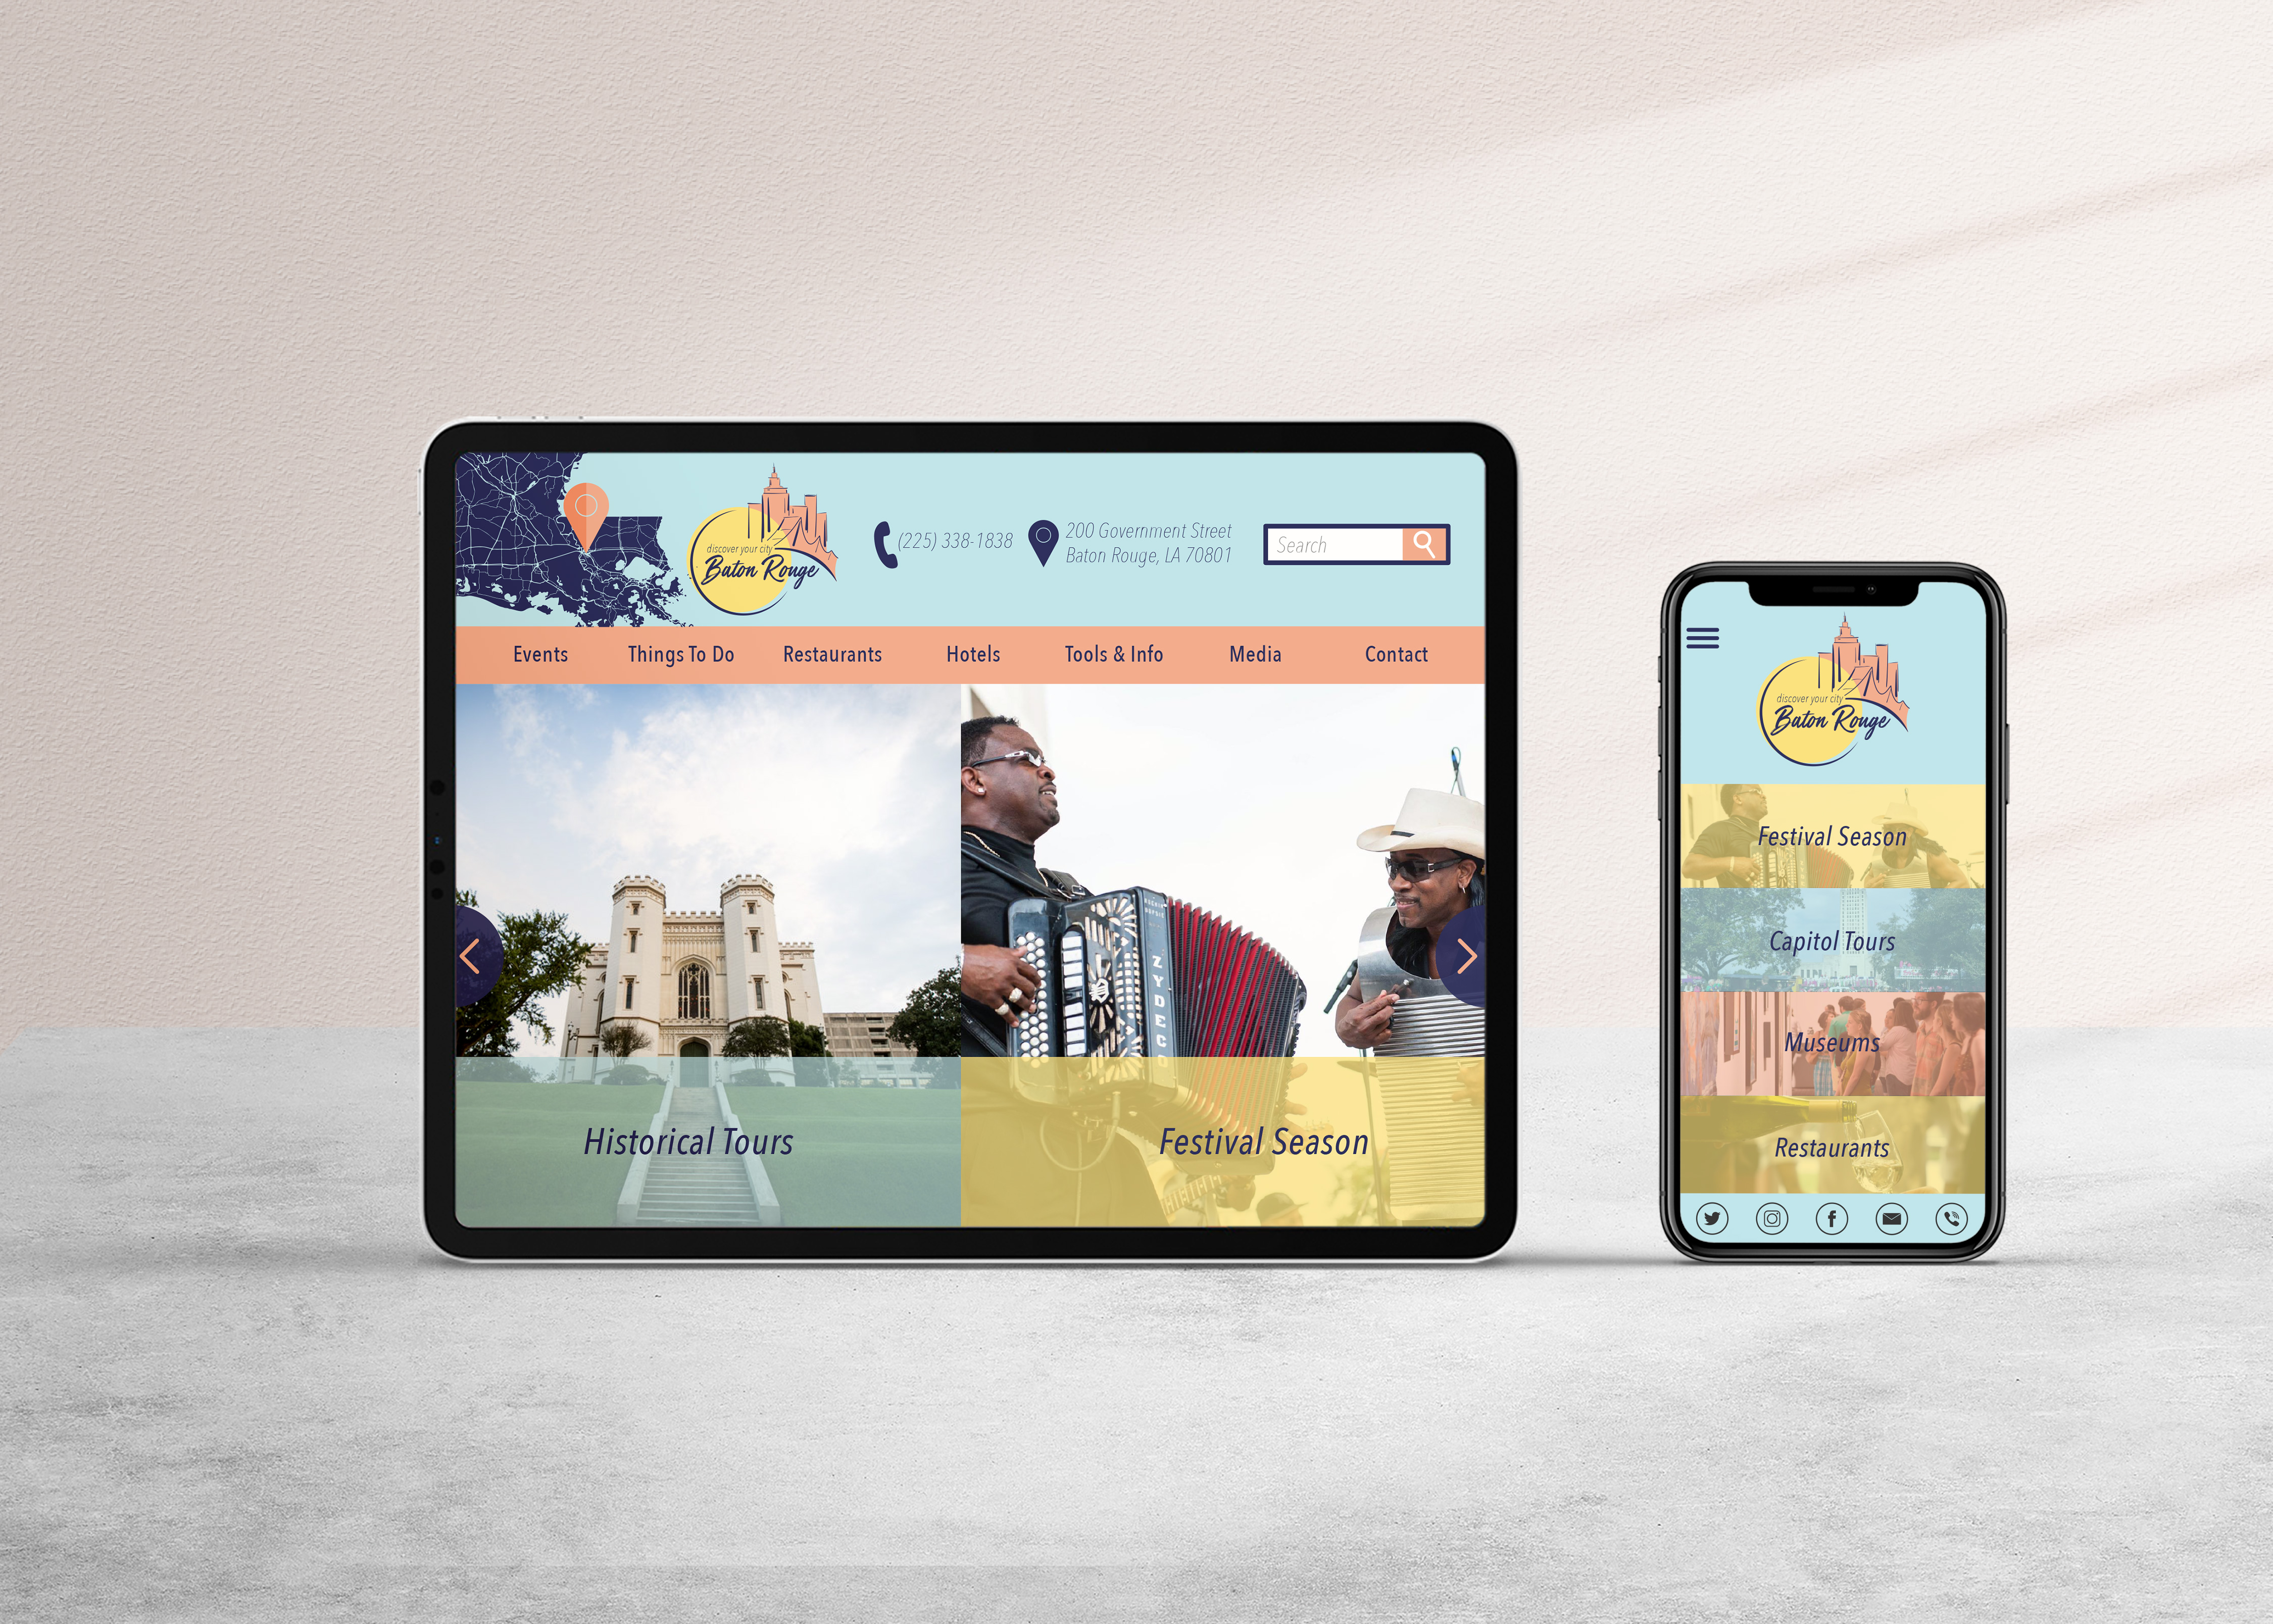 discover your city
Baton Rouge
(225) 338-1838
200 Government Street
Baton Rouge, LA 70801
Search
Events
Things To Do
Restaurants
Hotels
Tools & Info
Media
Contact
ZYDECO
Historical Tours
Festival Season
discover your city
Baton Rouge
Festival Season
Capitol Tours
Museums
Restaurants